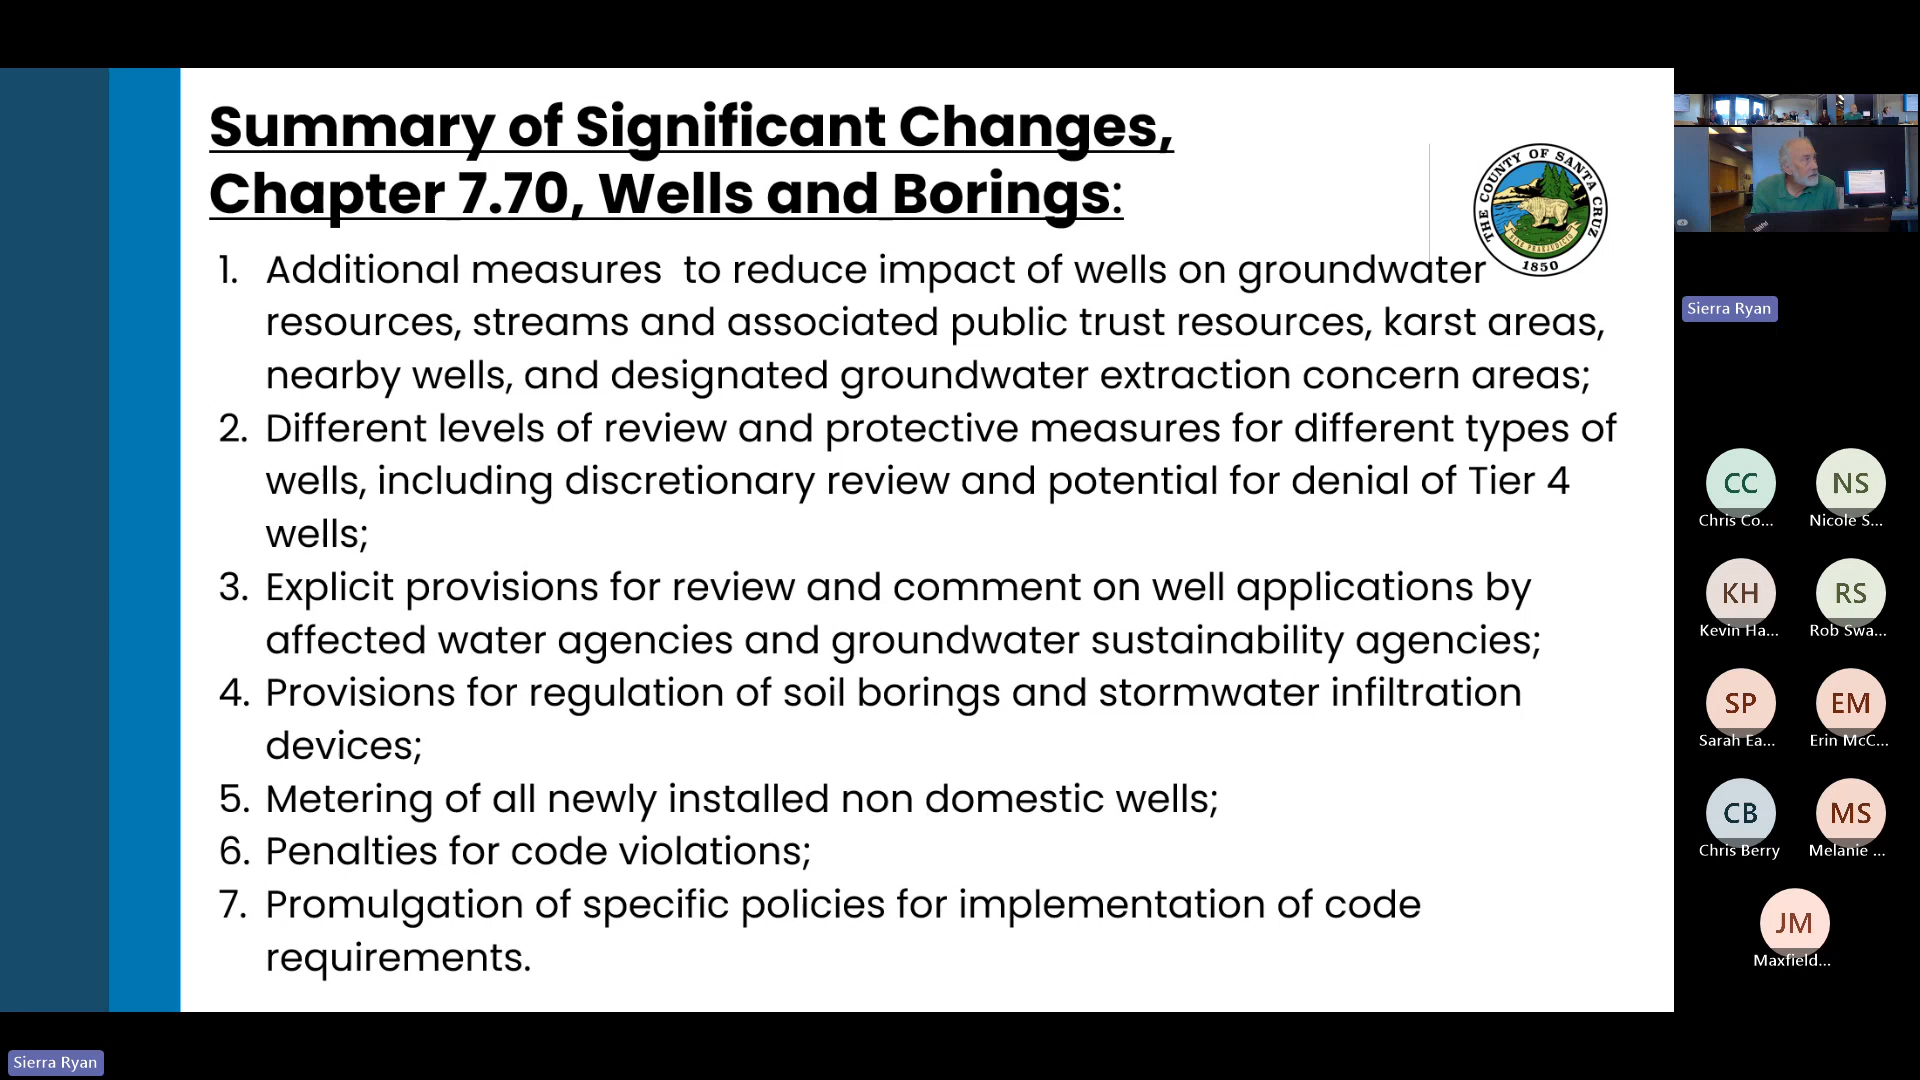 Summary of Significant Changes,
Chapter 7.70, Wells and Borings:
THE COUNTY OF SANTA CRUZ
1850
1. Additional measures to reduce impact of wells on groundwater
resources, streams and associated public trust resources, karst areas,
nearby wells, and designated groundwater extraction concern areas;
2. Different levels of review and protective measures for different types of
wells, including discretionary review and potential for denial of Tier 4
wells;
3. Explicit provisions for review and comment on well applications by
affected water agencies and groundwater sustainability agencies;
4. Provisions for regulation of soil borings and stormwater infiltration
devices;
5. Metering of all newly installed non domestic wells;
6. Penalties for code violations;
7. Promulgation of specific policies for implementation of code
requirements.
Sierra Ryan
CC
Chris Co...
NS
Nicole S...
KH
Kevin Ha...
RS
Rob Swa...
SP
Sarah Ea...
EM
Erin McC...
CB
Chris Berry
MS
Melanie ...
JM
Maxfield...
Sierra Ryan